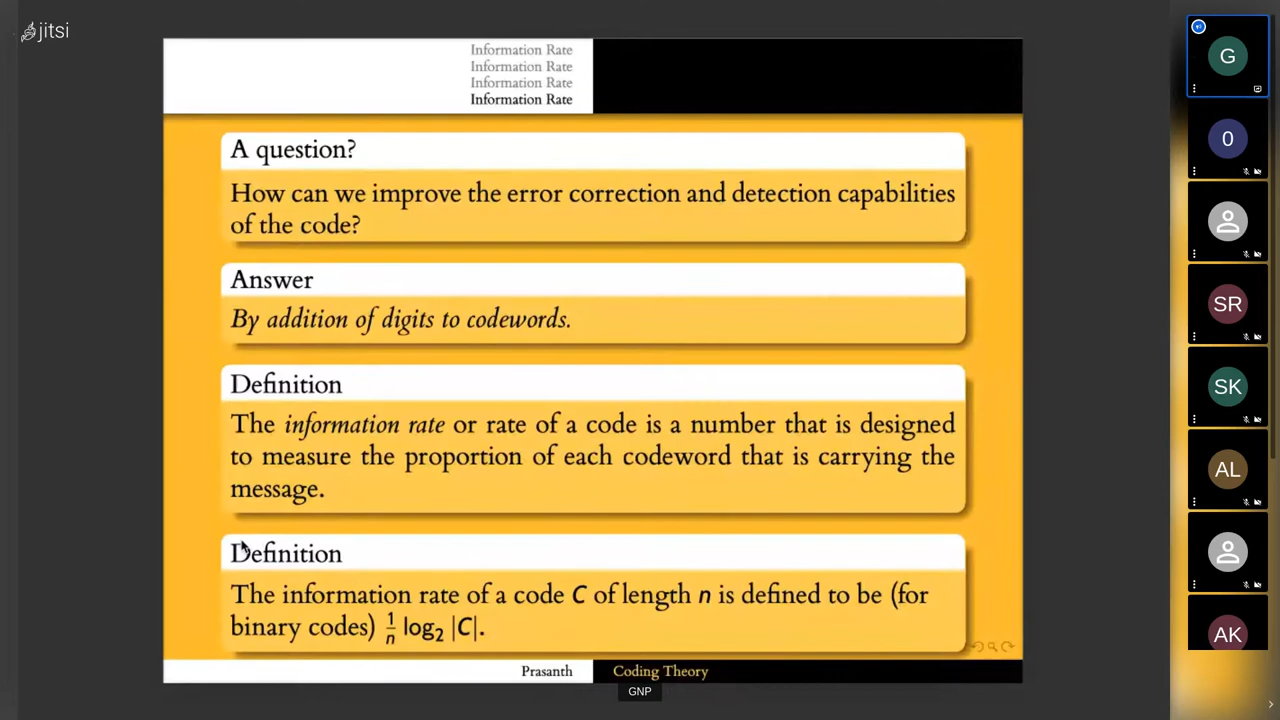 jitsi
Information Rate
Information Rate
Information Rate
Information Rate
A question?
How can we improve the error correction and detection capabilities
of the code?
Answer
By addition of digits to codewords.
Definition
The information rate or rate of a code is a number that is designed
to measure the proportion of each codeword that is carrying the
message.
Definition
The information rate of a code C of length n is defined to be (for
binary codes) 1/n log₂ |C|.
Prasanth
Coding Theory
GNP
G
0
SR
SK
AL
AK